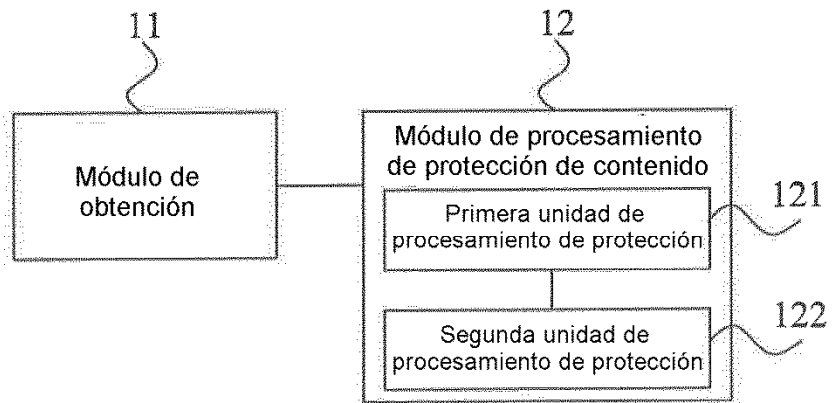 11
12
Módulo de
obtención
Módulo de procesamiento
de protección de contenido
Primera unidad de
procesamiento de protección
121
Segunda unidad de
procesamiento de protección
122